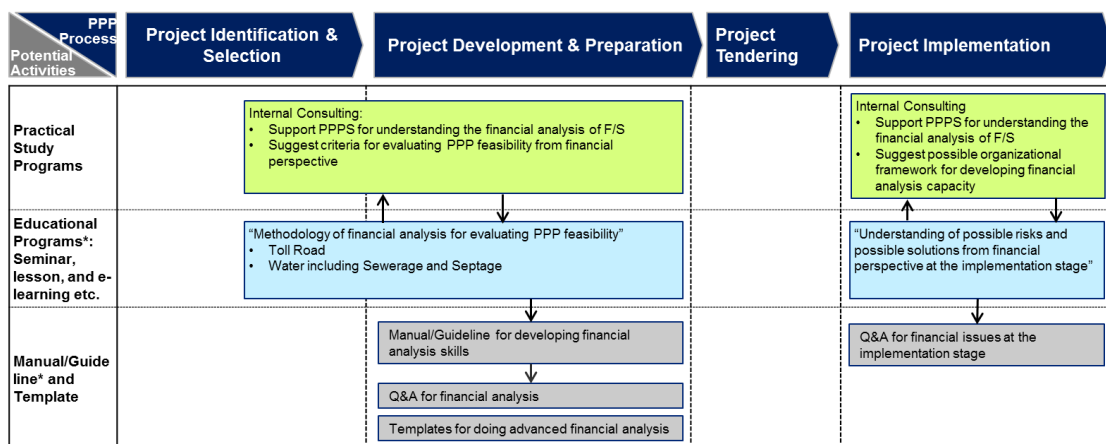 PPP
Process
Potential
Activities
Project Identification &
Selection
Project Development & Preparation
Project
Tendering
Project Implementation
Practical
Study
Programs
Internal Consulting:
• Support PPPS for understanding the financial analysis of F/S
• Suggest criteria for evaluating PPP feasibility from financial
perspective
Internal Consulting
• Support PPPS for understanding the
financial analysis of F/S
• Suggest possible organizational
framework for developing financial
analysis capacity
Educational
Programs*:
Seminar,
lesson, and e-
learning etc.
“Methodology of financial analysis for evaluating PPP feasibility”
• Toll Road
• Water including Sewerage and Septage
“Understanding of possible risks and
possible solutions from financial
perspective at the implementation stage”
Manual/Guide
line* and
Template
Manual/Guideline for developing financial
analysis skills
Q&A for financial analysis
Templates for doing advanced financial analysis
Q&A for financial issues at the
implementation stage